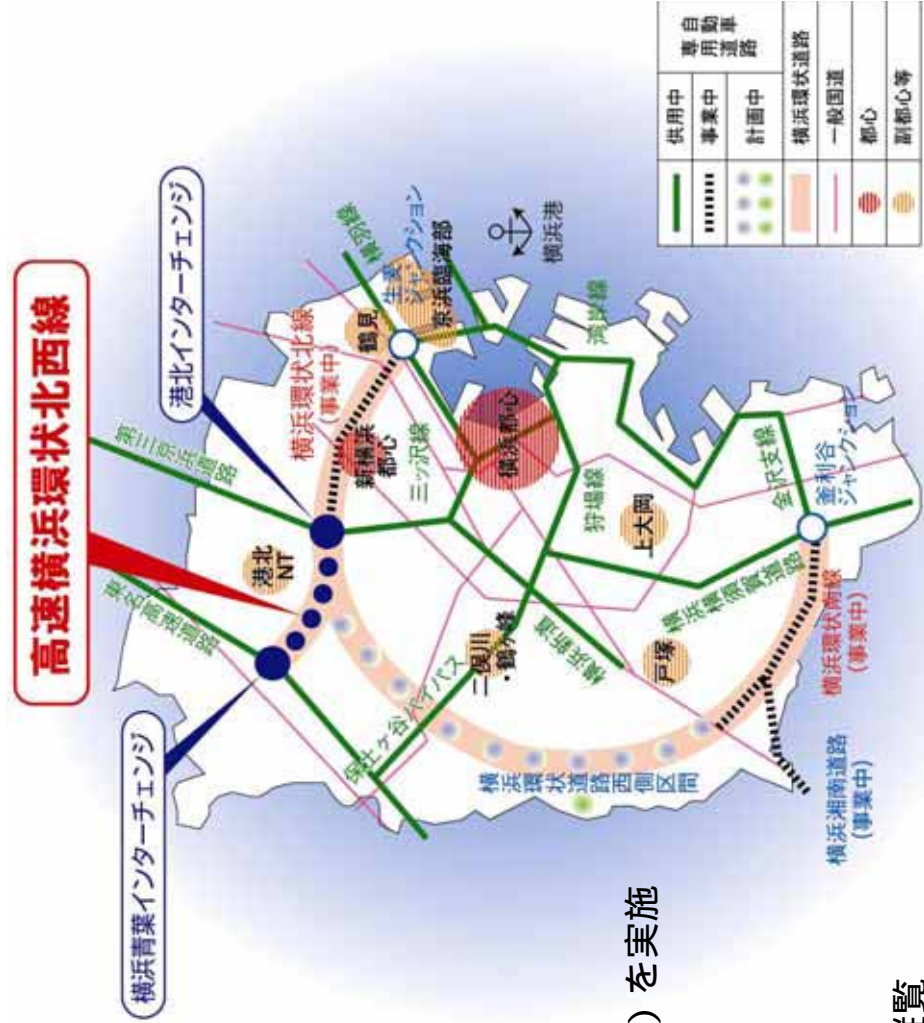 高速横浜環状北西線
横浜青葉インターチェンジ
港北インターチェンジ
東名高速道路
第三京浜
道路
港北
NT
横浜環状北線
(事業中)
新横浜
都心
鶴見
横羽線
生麦
ジャンクション
京浜臨海部
横浜港
三ッ沢線
横浜都心
湾岸線
保土ヶ谷バイパス
二俣川
・鶴ヶ峰
狩場線
横浜新道
上大岡
戸塚
横浜
環状
道路
西側
区間
横浜横須賀道路
金沢支線
釜利谷
ジャンクション
横浜環状南線
(事業中)
横浜湘南道路
(事業中)
自動車
専用
道路
供用中
事業中
計画中
横浜環状道路
一般国道
都心
副都心等
)を実施
覧